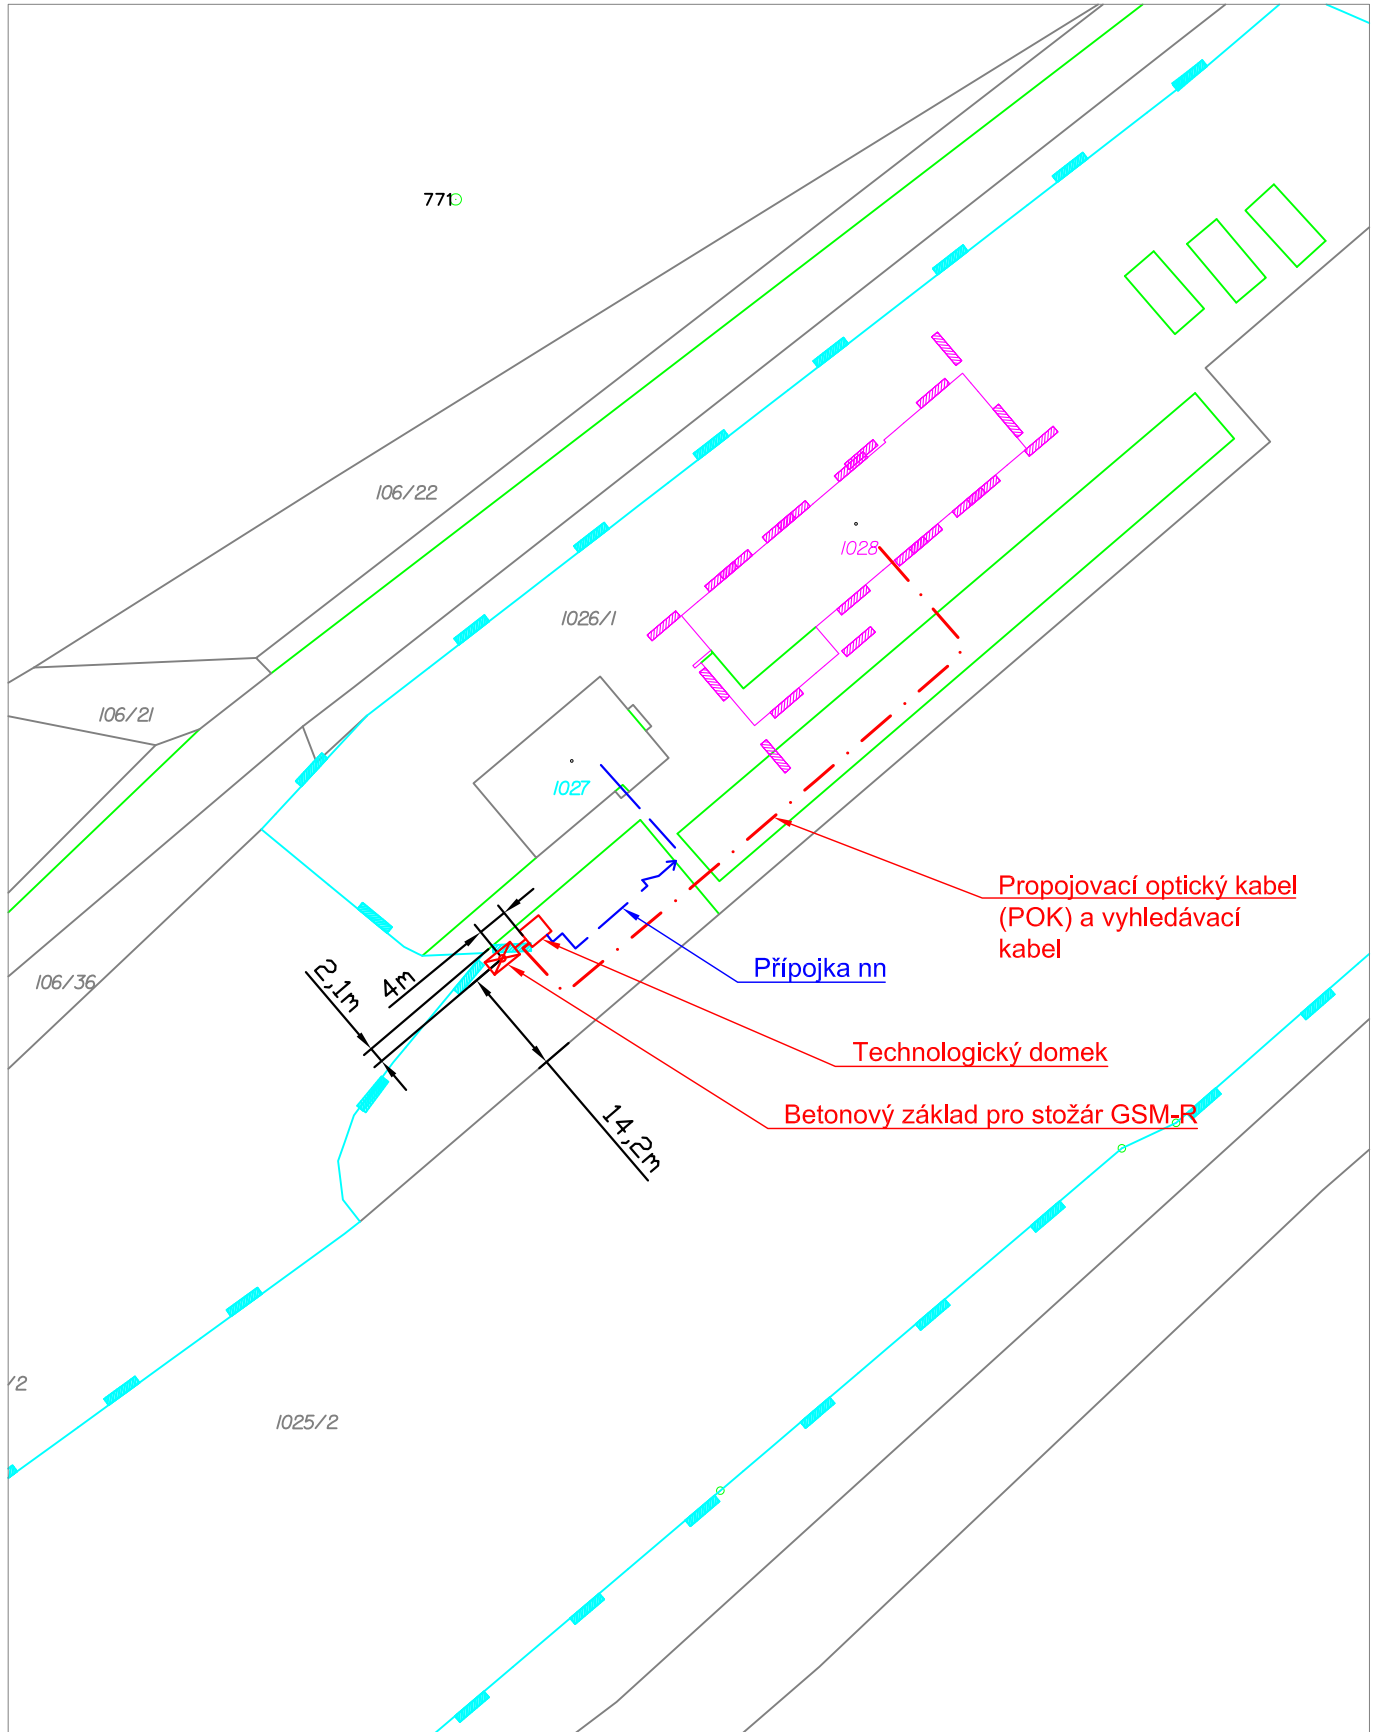 771
106/22
1028
1026/1
106/21
1027
Propojovací optický kabel
(POK) a vyhledávací
kabel
106/36
2,1m
4m
Přípojka nn
Technologický domek
Betonový základ pro stožár GSM-R
14,2m
/2
1025/2